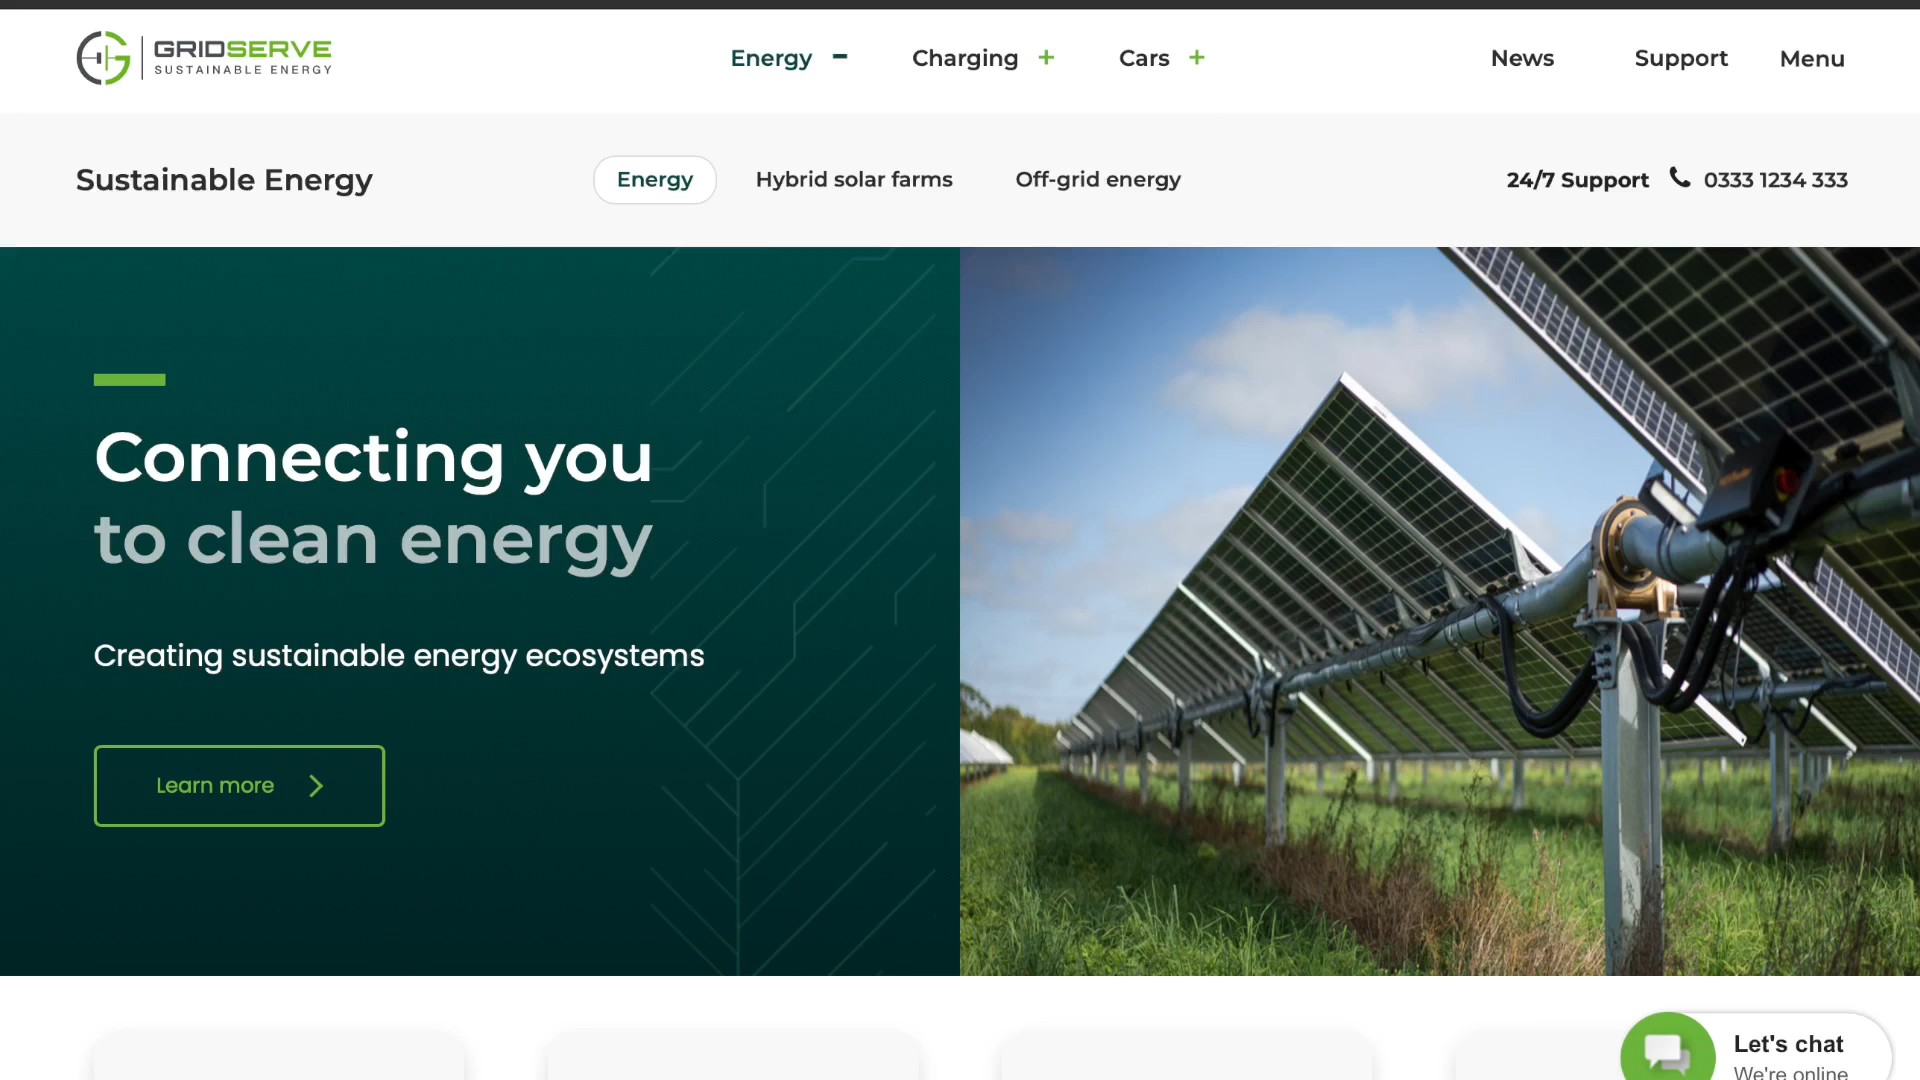 GRIDSERVE
SUSTAINABLE ENERGY
Energy
Charging
Cars
News
Support
Menu
Sustainable Energy
Energy
Hybrid solar farms
Off-grid energy
24/7 Support 0333 1234 333
Connecting you
to clean energy
Creating sustainable energy ecosystems
Learn more
Let's chat
We're online